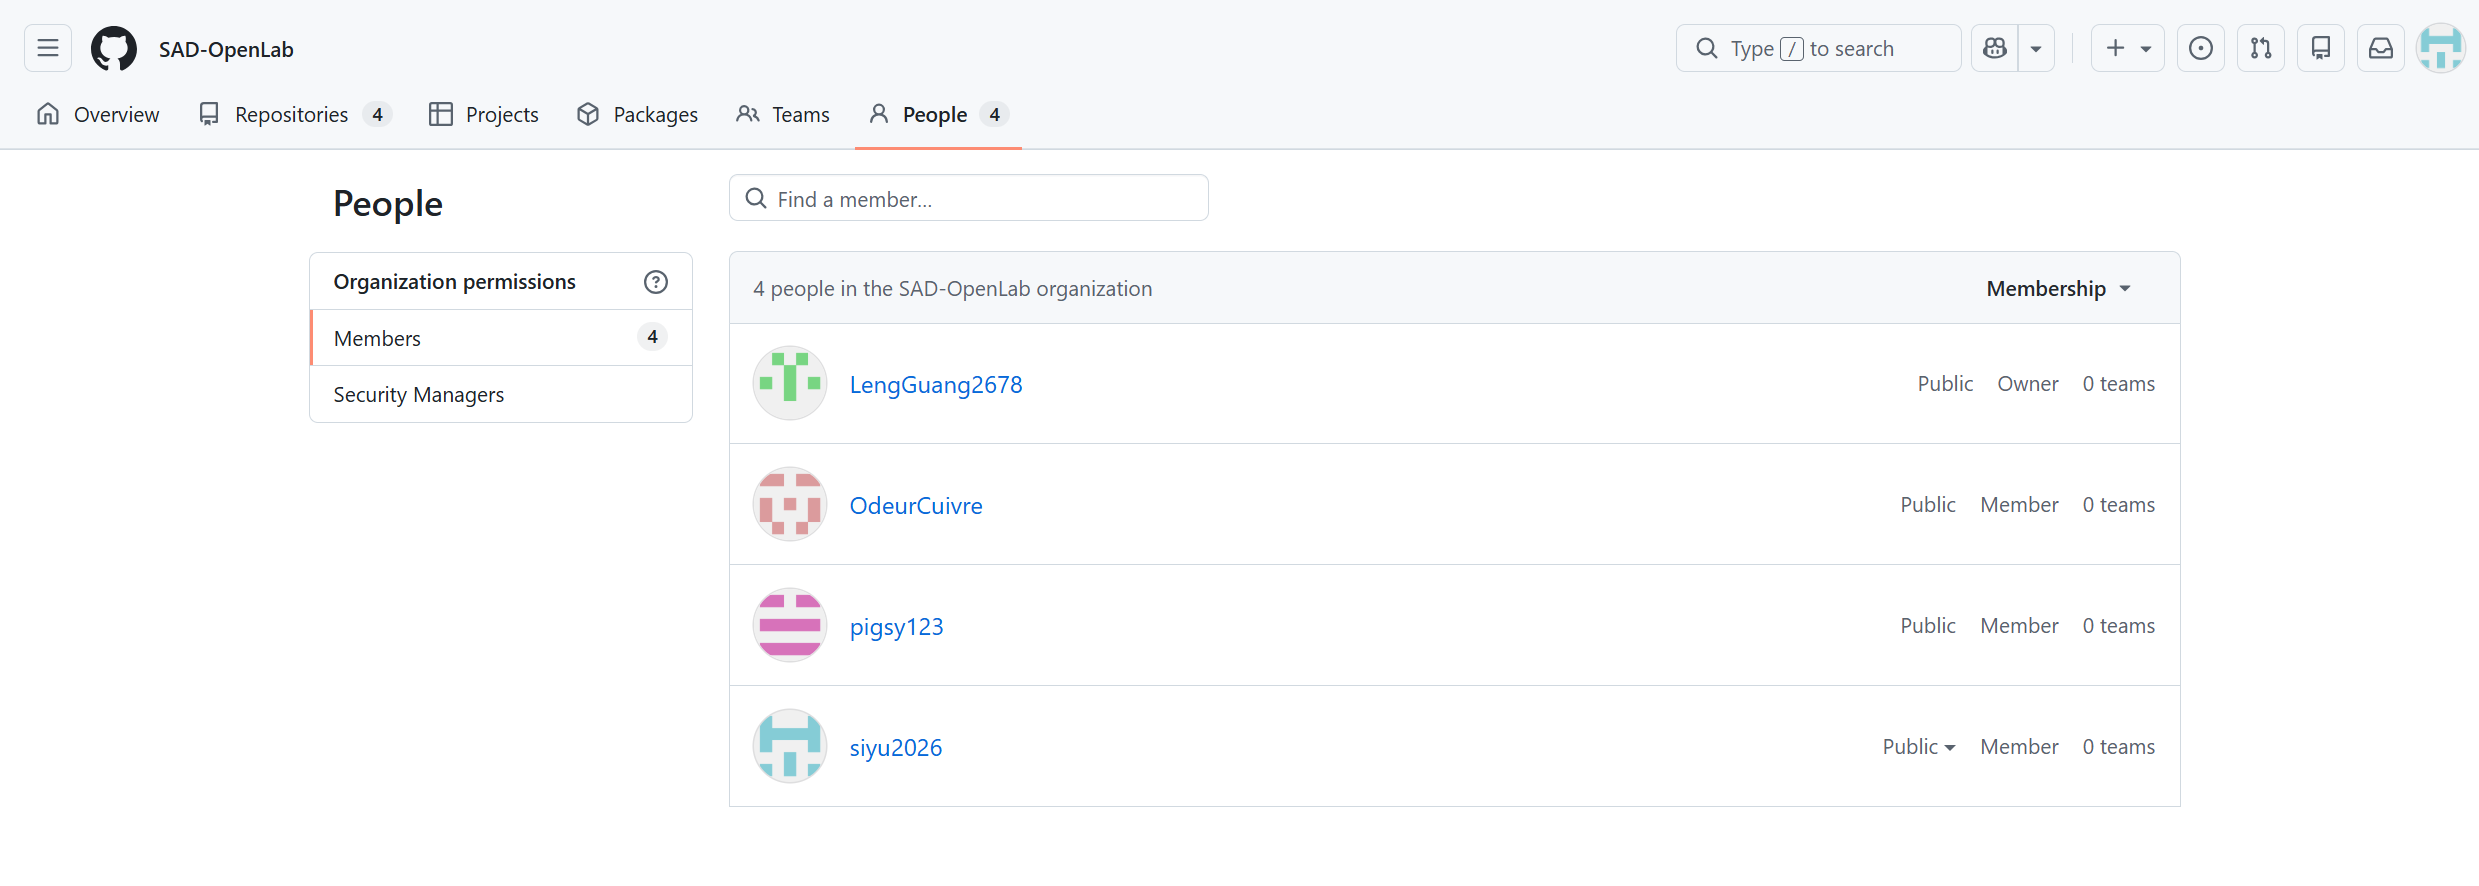 SAD-OpenLab
Type / to search
Overview
Repositories 4
Projects
Packages
Teams
People 4
People
Find a member...
Organization permissions
Members 4
Security Managers
4 people in the SAD-OpenLab organization
Membership
LengGuang2678 Public Owner 0 teams
OdeurCuivre Public Member 0 teams
pigsy123 Public Member 0 teams
siyu2026 Public Member 0 teams